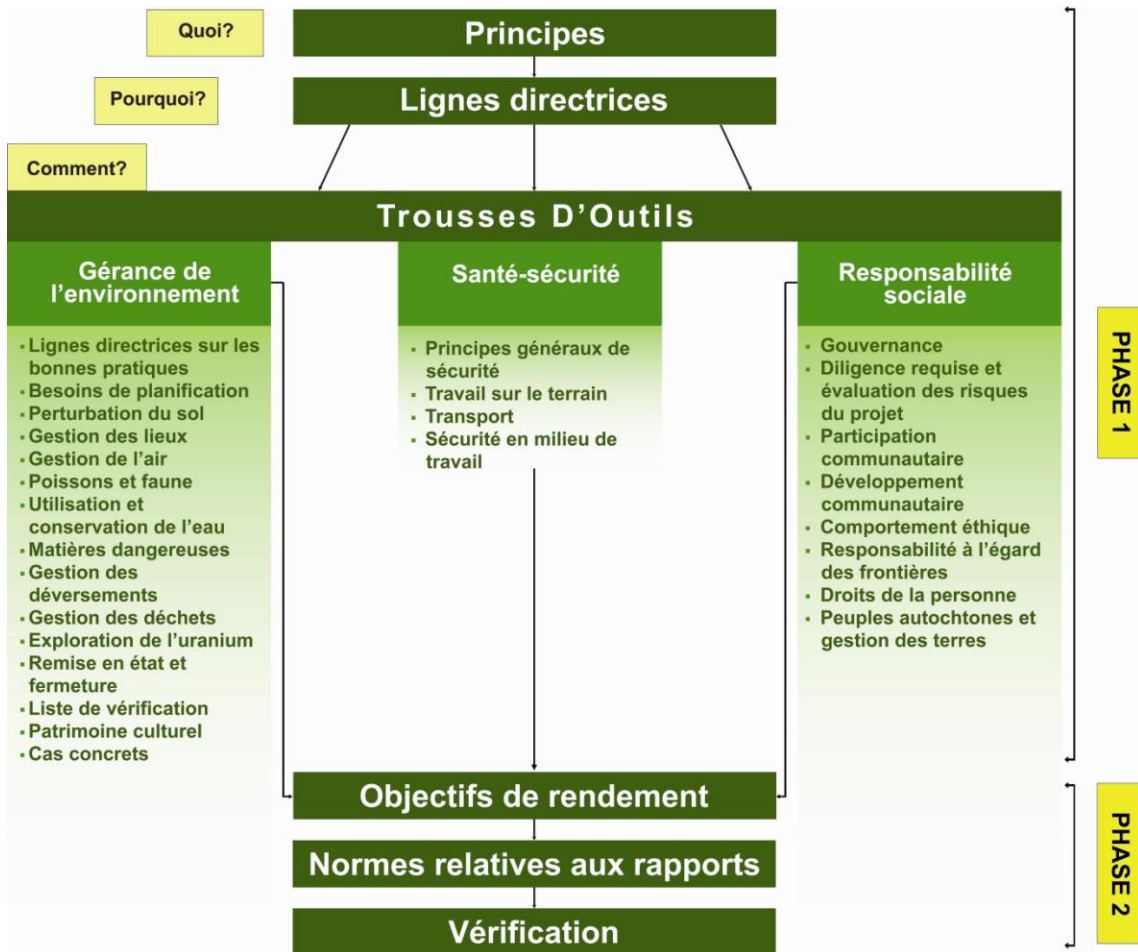 Quoi?
Principes
Pourquoi?
Lignes directrices
Comment?
Trousses D’Outils
Gérance de
l’environnement
▪ Lignes directrices sur les
bonnes pratiques
▪ Besoins de planification
▪ Perturbation du sol
▪ Gestion des lieux
▪ Gestion de l’air
▪ Poissons et faune
▪ Utilisation et
conservation de l’eau
▪ Matières dangereuses
▪ Gestion des
déversements
▪ Gestion des déchets
▪ Exploration de l’uranium
▪ Remise en état et
fermeture
▪ Liste de vérification
▪ Patrimoine culturel
▪ Cas concrets
Santé-sécurité
▪ Principes généraux de
sécurité
▪ Travail sur le terrain
▪ Transport
▪ Sécurité en milieu de
travail
Responsabilité
sociale
▪ Gouvernance
▪ Diligence requise et
évaluation des risques
du projet
▪ Participation
communautaire
▪ Développement
communautaire
▪ Comportement éthique
▪ Responsabilité à l’égard
des frontières
▪ Droits de la personne
▪ Peuples autochtones et
gestion des terres
PHASE 1
Objectifs de rendement
Normes relatives aux rapports
Vérification
PHASE 2